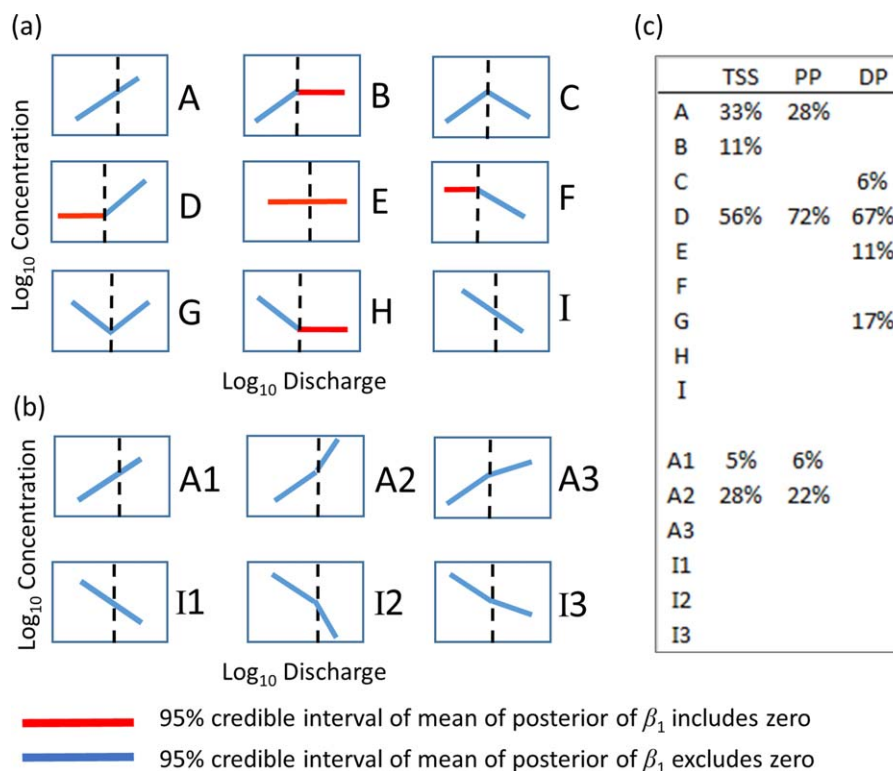 (a)
Log10 Concentration
A
B
C
D
E
F
G
H
I
Log10 Discharge
(b)
Log10 Concentration
A1
A2
A3
I1
I2
I3
Log10 Discharge
(c)
TSS PP DP
A 33% 28%
B 11%
C 6%
D 56% 72% 67%
E 11%
F
G 17%
H
I
A1 5% 6%
A2 28% 22%
A3
I1
I2
I3
95% credible interval of mean of posterior of β1 includes zero
95% credible interval of mean of posterior of β1 excludes zero